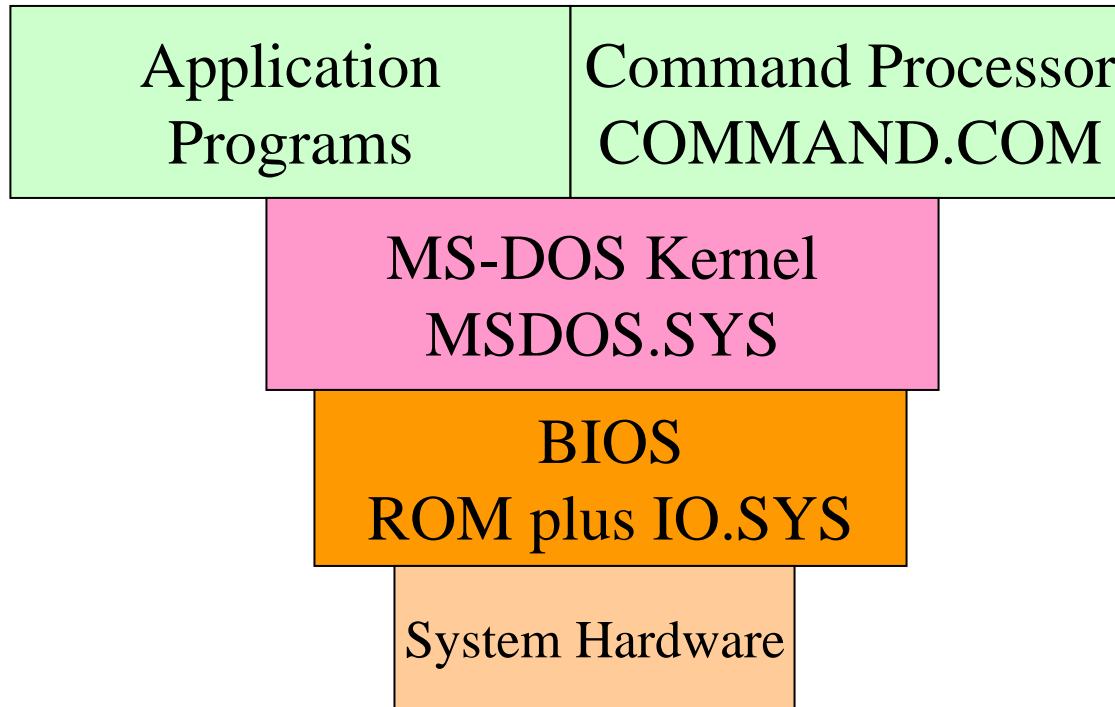 Application
Programs
Command Processor
COMMAND.COM
MS-DOS Kernel
MSDOS.SYS
BIOS
ROM plus IO.SYS
System Hardware